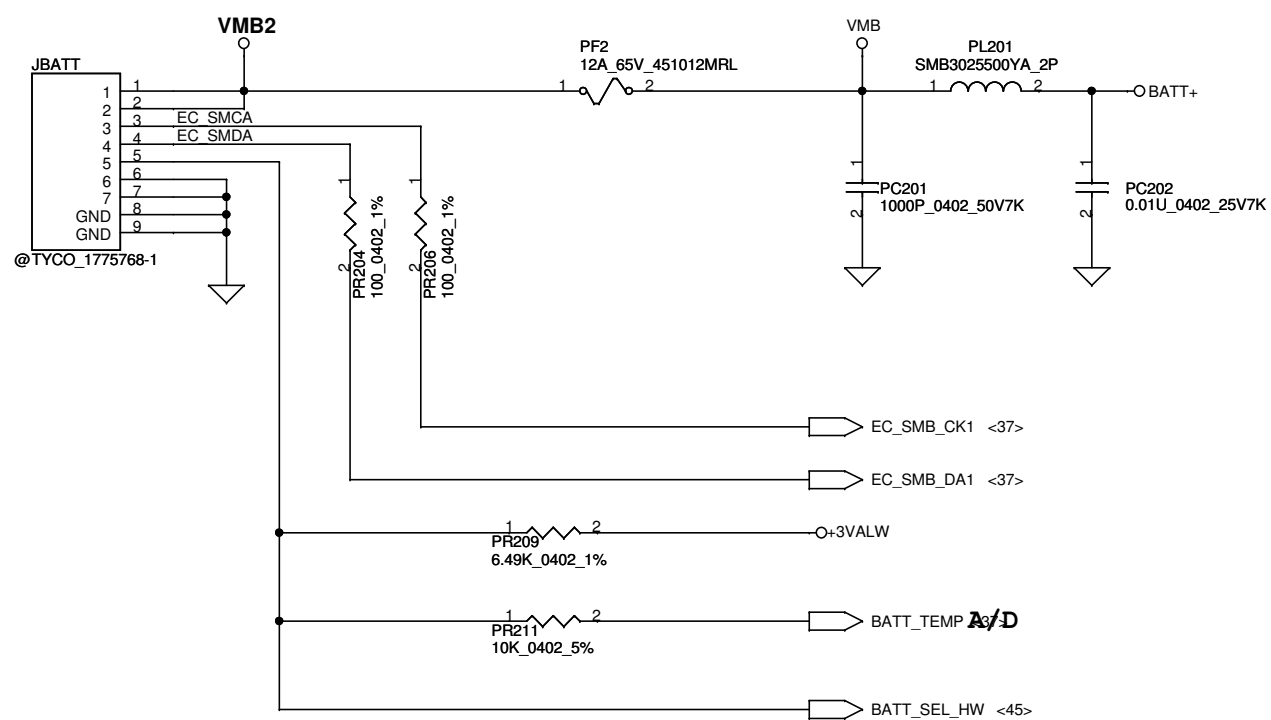 VMB2
VMB
JBATT
PF2
12A_65V_451012MRL
PL201
SMB3025500YA_2P
1 1
2 2
3 3
4 4
5 5
6 6
7 7
GND 8
GND 9
@TYCO_1775768-1
EC_SMCA
EC_SMDA
1 2
1 2
BATT+
1
2
PR204
100_0402_1%
1
2
PR206
100_0402_1%
1
2
PC201
1000P_0402_50V7K
1
2
PC202
0.01U_0402_25V7K
EC_SMB_CK1 <37>
EC_SMB_DA1 <37>
1 2
PR209
6.49K_0402_1%
+3VALW
1 2
PR211
10K_0402_5%
BATT_TEMP <37>
A/D
BATT_SEL_HW <45>